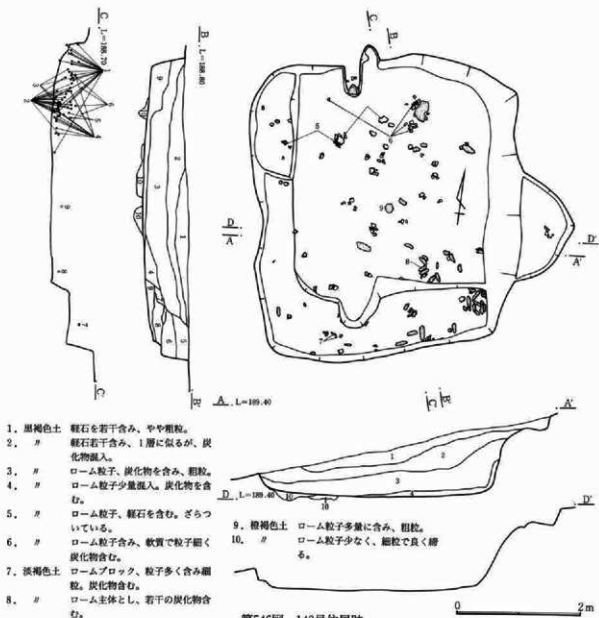 C
L=188.70
B
L=188.80
C
B
D
A
D'
A'
C'
B'
A L=189.40
C'
B'
A'
D L=189.40
D'
1．黒褐色土　軽石を若干含み、やや粗粒。
2．　〃　　軽石若干含み、1層に似るが、炭
化物混入。
3．　〃　　ローム粒子、炭化物を含み、粗粒。
4．　〃　　ローム粒子少量混入。炭化物を含
む。
5．　〃　　ローム粒子、軽石を含む。ざらつ
いている。
6．　〃　　ローム粒子含み、軟質で粒子細く
炭化物含む。
7．淡褐色土　ロームブロック、粒子多く含み細
粒。炭化物含む。
8．　〃　　ローム主体とし、若干の炭化物含
む。
9．橙褐色土　ローム粒子多量に含み、粗粒。
10．　〃　　ローム粒子少なく、細粒で良く締
る。
0　2m